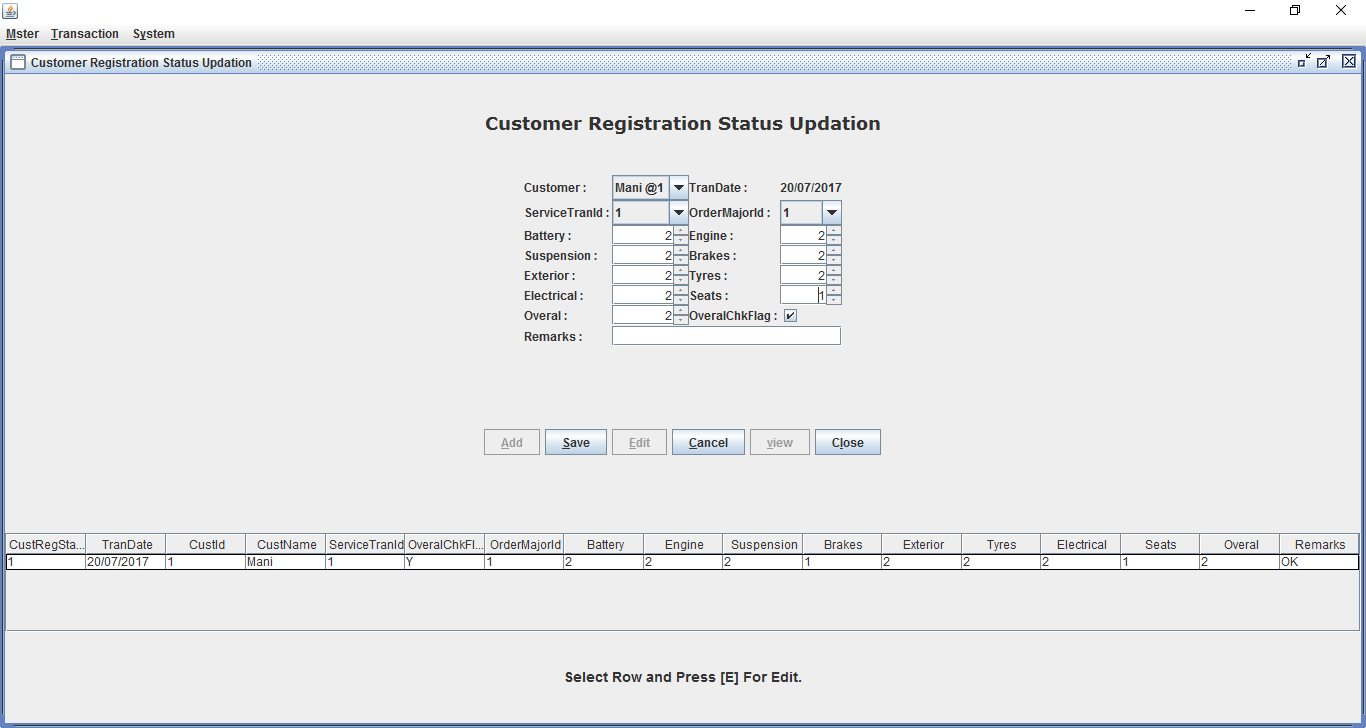 Mster Transaction System
Customer Registration Status Updation
Customer Registration Status Updation
Customer : Mani @1 TranDate : 20/07/2017
ServiceTranId : 1 OrderMajorId : 1
Battery : 2 Engine : 2
Suspension : 2 Brakes : 2
Exterior : 2 Tyres : 2
Electrical : 2 Seats : 1
Overal : 2 OveralChkFlag :
Remarks :
Add Save Edit Cancel view Close
CustRegSta... TranDate CustId CustName ServiceTranId OveralChkFl... OrderMajorId Battery Engine Suspension Brakes Exterior Tyres Electrical Seats Overal Remarks
1 20/07/2017 1 Mani 1 Y 1 2 2 2 1 2 2 2 1 2 OK
Select Row and Press [E] For Edit.